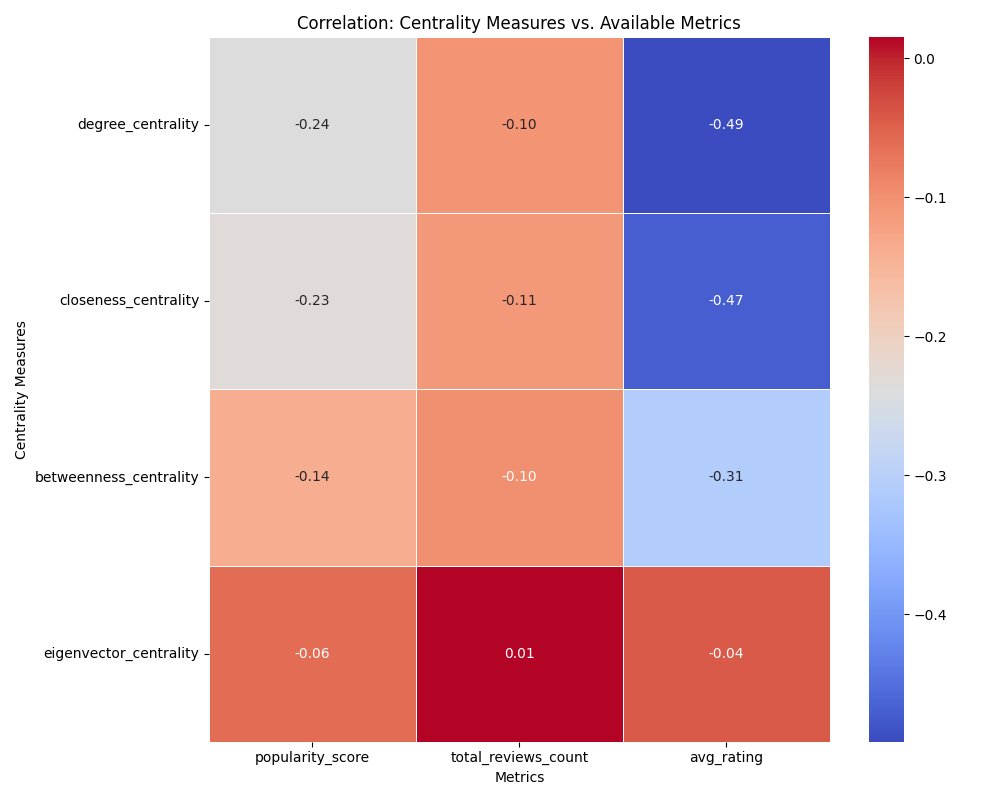 Correlation: Centrality Measures vs. Available Metrics
Centrality Measures
degree_centrality
-0.24
-0.10
-0.49
closeness_centrality
-0.23
-0.11
-0.47
betweenness_centrality
-0.14
-0.10
-0.31
eigenvector_centrality
-0.06
0.01
-0.04
popularity_score
total_reviews_count
avg_rating
Metrics
0.0
−0.1
−0.2
−0.3
−0.4